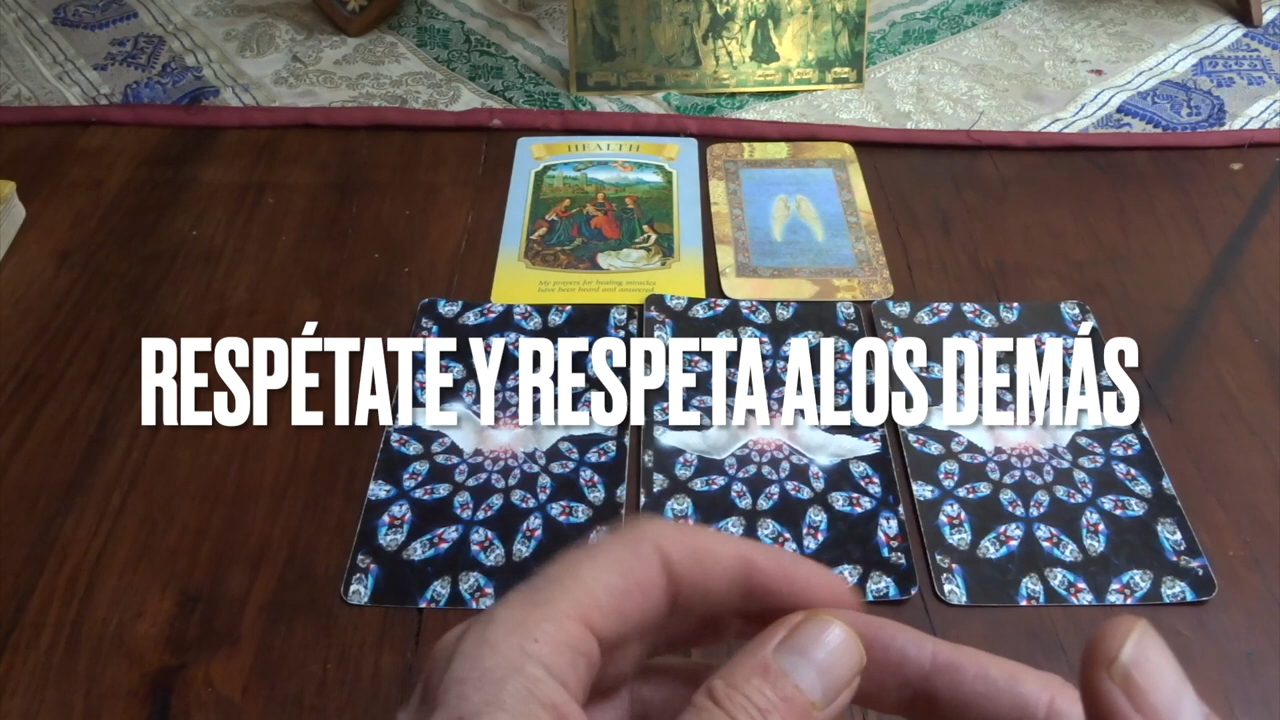 HEALTH
My prayers for healing miracles
have been heard and answered.
RESPÉTATE Y RESPETA ALOS DEMÁS